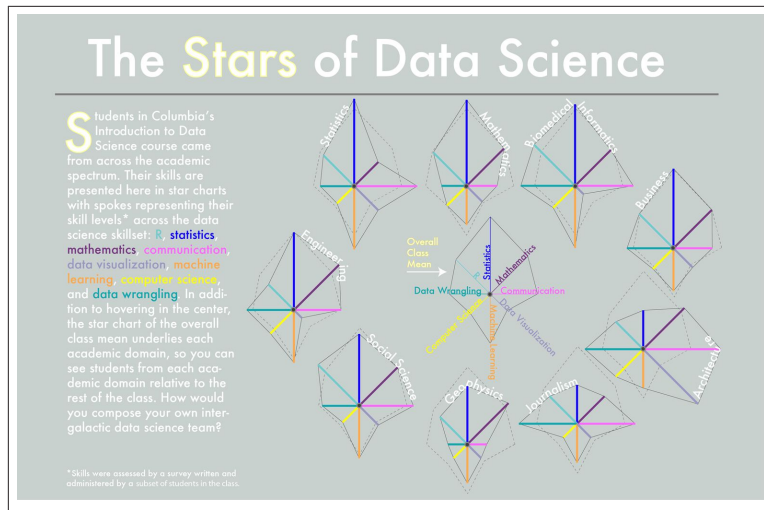 The Stars of Data Science
Students in Columbia's
Introduction to Data
Science course came
from across the academic
spectrum. Their skills are
presented here in star charts
with spokes representing their
skill levels* across the data
science skillset: R, statistics,
mathematics, communication,
data visualization, machine
learning, computer science,
and data wrangling. In addi-
tion to hovering in the center,
the star chart of the overall
class mean underlies each
academic domain, so you can
see students from each aca-
demic domain relative to the
rest of the class. How would
you compose your own inter-
galactic data science team?
*Skills were assessed by a survey written and
administered by a subset of students in the class.
Statistics
Mathematics
Biomedical Informatics
Business
Engineering
Overall
Class
Mean
R
Statistics
Mathematics
Data Wrangling
Communication
Computer Science
Machine Learning
Data Visualization
Architecture
Social Science
Geophysics
Journalism